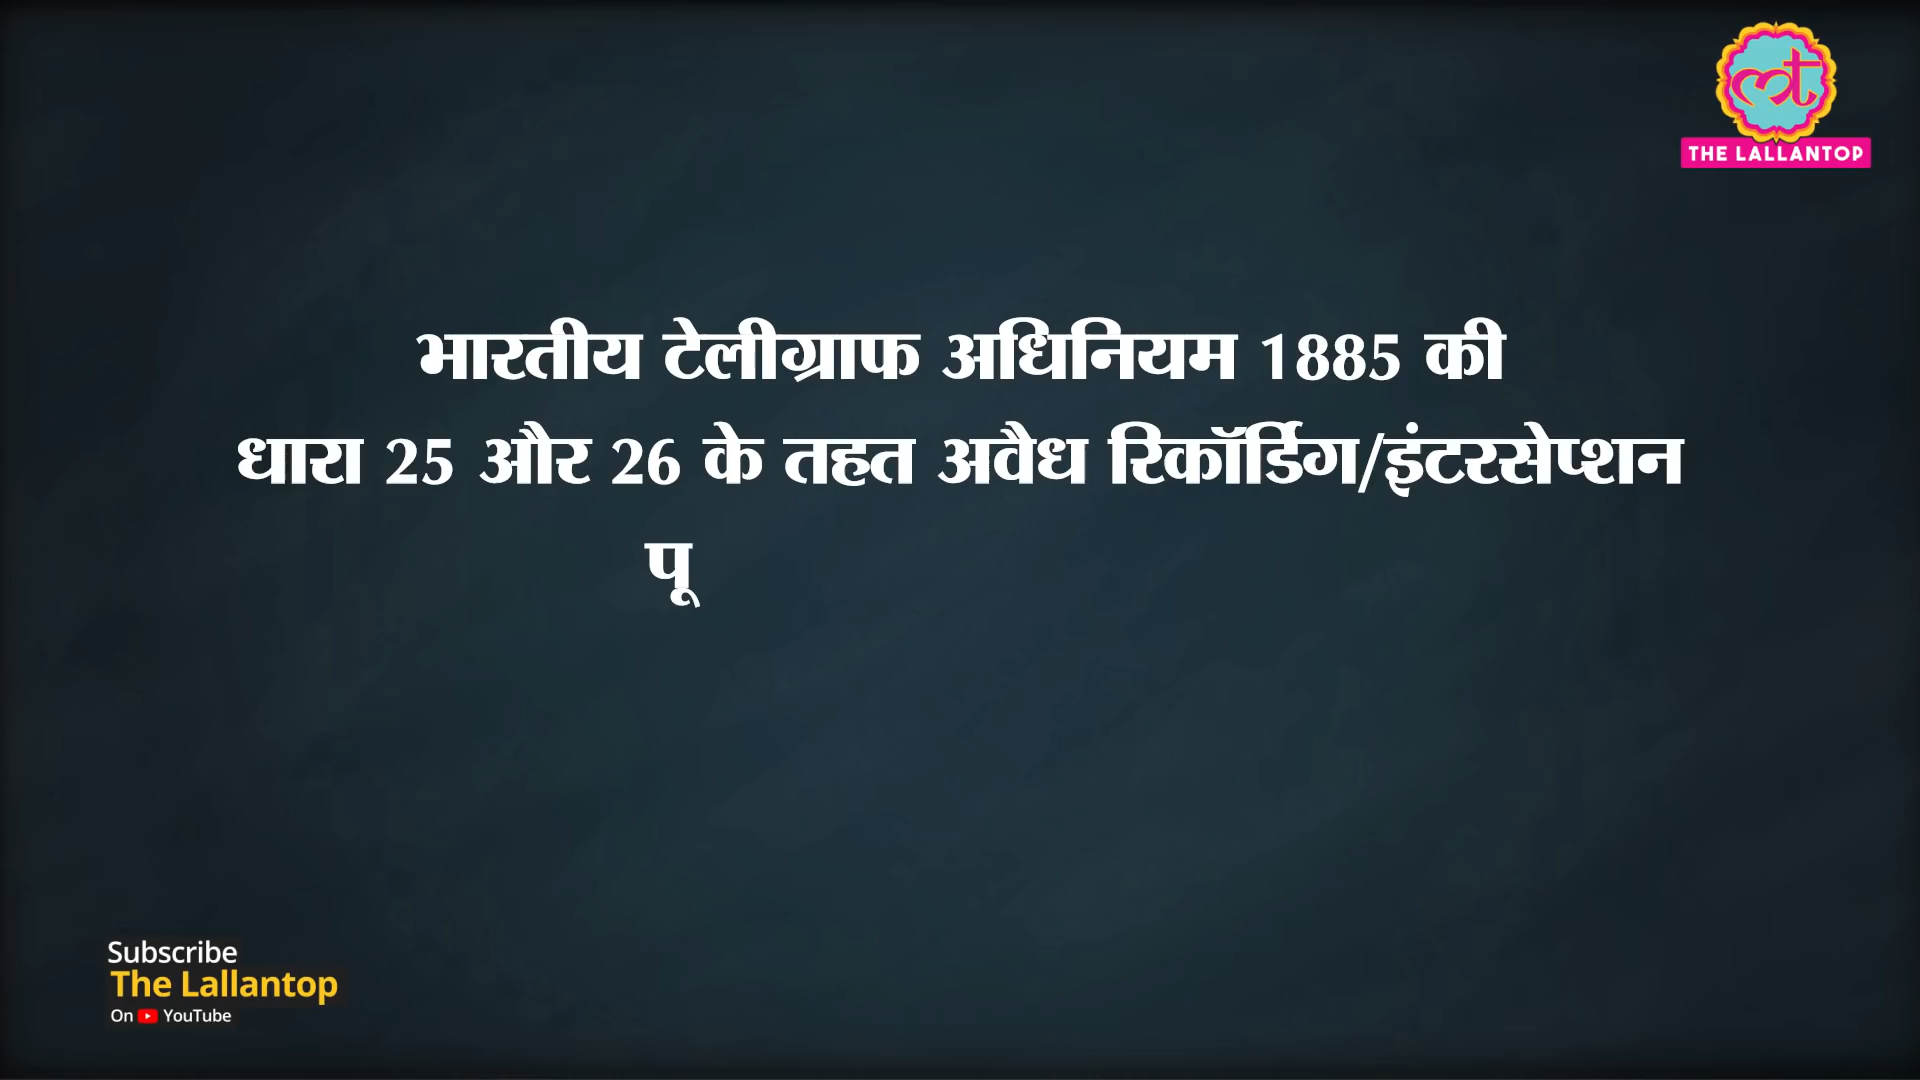 THE LALLANTOP
भारतीय टेलीग्राफ अधिनियम 1885 की
धारा 25 और 26 के तहत अवैध रिकॉर्डिंग/इंटरसेप्शन
पू
Subscribe
The Lallantop
On YouTube